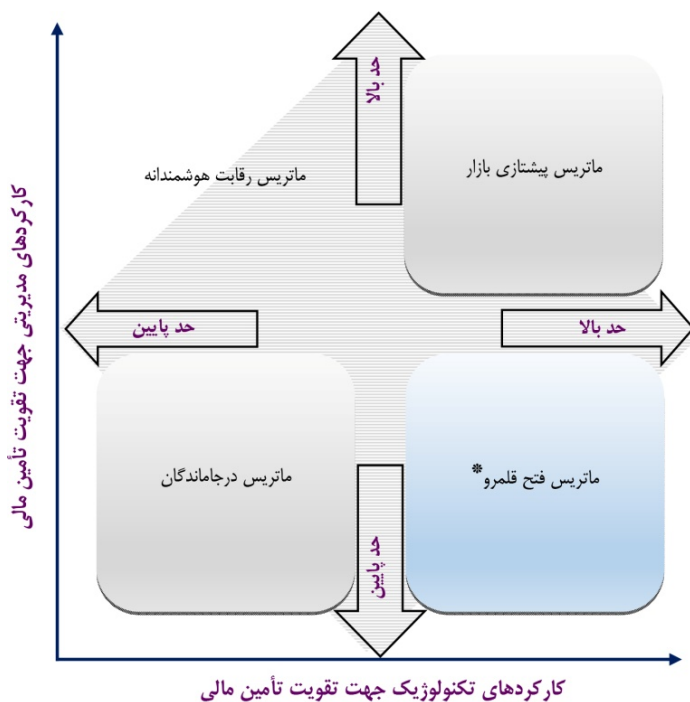 حد بالا
ماتریس پیشتازی بازار
ماتریس رقابت هوشمندانه
حد بالا
حد پایین
ماتریس فتح قلمرو*
ماتریس درجاماندگان
حد پایین
کارکردهای مدیریتی جهت تقویت تأمین مالی
کارکردهای تکنولوژیک جهت تقویت تأمین مالی